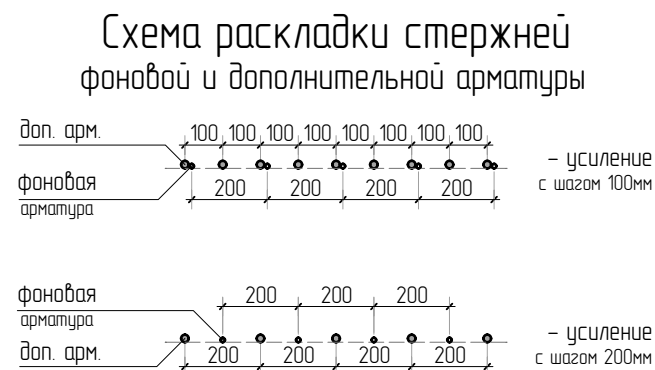 Схема раскладки стержней
фоновой и дополнительной арматуры
доп. арм.
100 100 100 100 100 100 100 100
фоновая
арматура
200 200 200 200
– усиление
с шагом 100мм
фоновая
арматура
200 200 200
доп. арм.
200 200 200 200
– усиление
с шагом 200мм